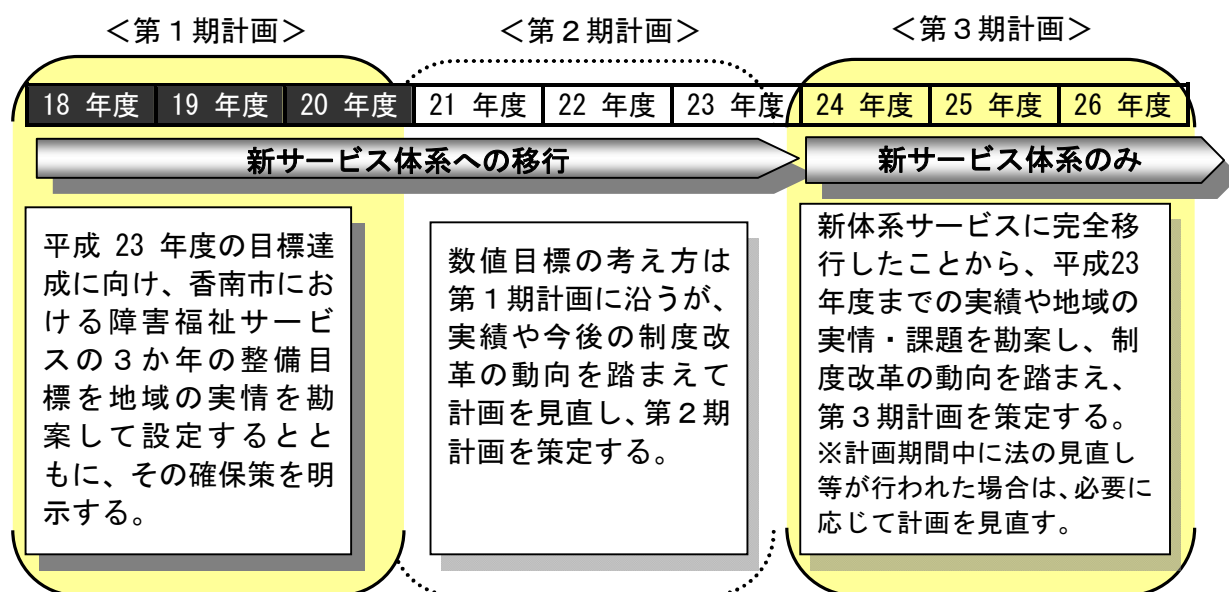 ＜第１期計画＞ ＜第２期計画＞ ＜第３期計画＞
18 年度 19 年度 20 年度 21 年度 22 年度 23 年度 24 年度 25 年度 26 年度
新サービス体系への移行 新サービス体系のみ
平成 23 年度の目標達
成に向け、香南市にお
ける障害福祉サービ
スの３か年の整備目
標を地域の実情を勘
案して設定するとと
もに、その確保策を明
示する。
数値目標の考え方は
第１期計画に沿うが、
実績や今後の制度改
革の動向を踏まえて
計画を見直し、第２期
計画を策定する。
新体系サービスに完全移
行したことから、平成23
年度までの実績や地域の
実情・課題を勘案し、制
度改革の動向を踏まえ、
第３期計画を策定する。
※計画期間中に法の見直し
等が行われた場合は、必要に
応じて計画を見直す。